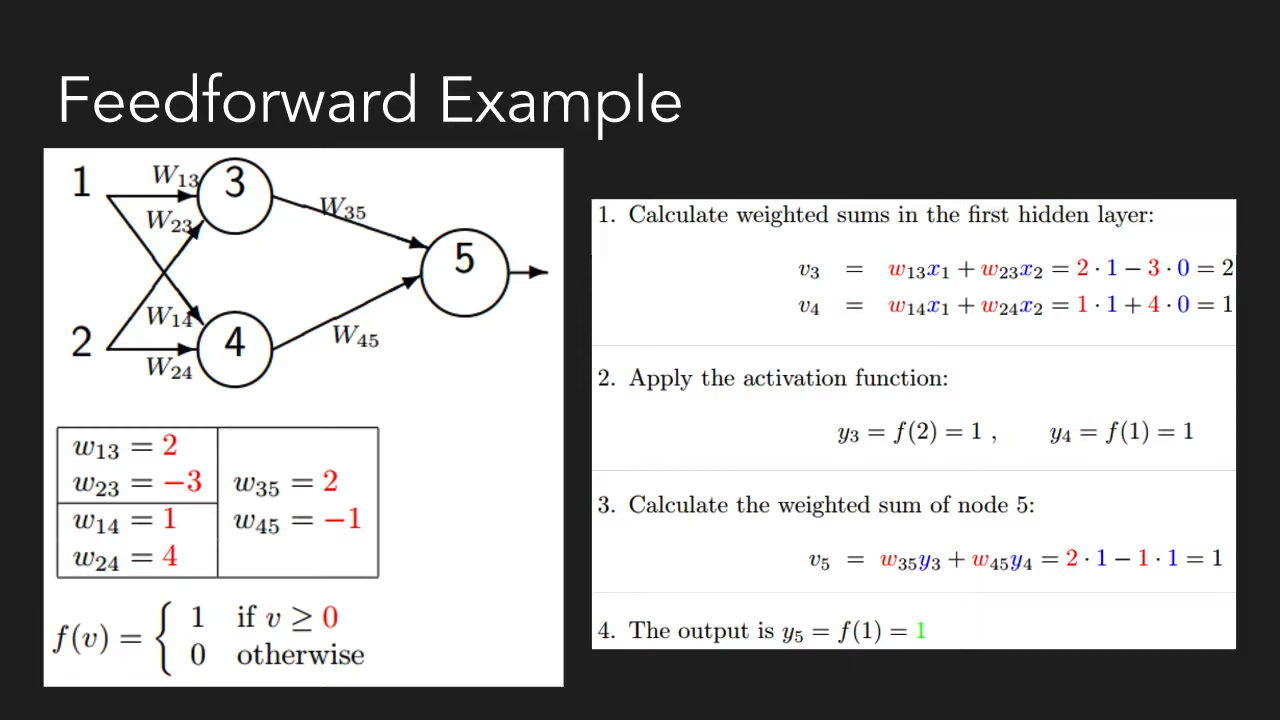 Feedforward Example
1
W₁₃
3
W₂₃
W₃₅
5
W₁₄
2
4
W₄₅
W₂₄
w₁₃ = 2
w₂₃ = −3
w₃₅ = 2
w₁₄ = 1
w₄₅ = −1
w₂₄ = 4
f(v) = { 1 if v ≥ 0
0 otherwise
1. Calculate weighted sums in the first hidden layer:
v₃ = w₁₃x₁ + w₂₃x₂ = 2 · 1 − 3 · 0 = 2
v₄ = w₁₄x₁ + w₂₄x₂ = 1 · 1 + 4 · 0 = 1
2. Apply the activation function:
y₃ = f(2) = 1 , y₄ = f(1) = 1
3. Calculate the weighted sum of node 5:
v₅ = w₃₅y₃ + w₄₅y₄ = 2 · 1 − 1 · 1 = 1
4. The output is y₅ = f(1) = 1